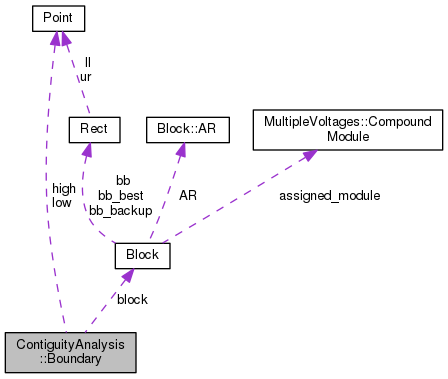 Point
ll
ur
Rect
Block::AR
MultipleVoltages::Compound
Module
high
low
bb
bb_best
bb_backup
AR
assigned_module
Block
block
ContiguityAnalysis
::Boundary